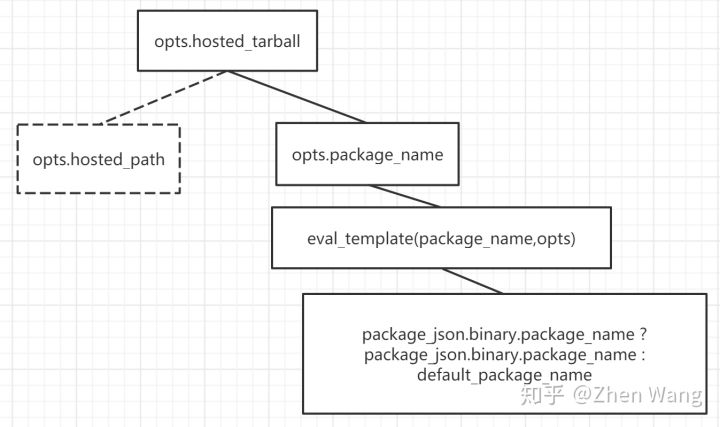 opts.hosted_tarball
opts.hosted_path
opts.package_name
eval_template(package_name,opts)
package_json.binary.package_name ?
package_json.binary.package_name :
default_package_name
知乎 @Zhen Wang